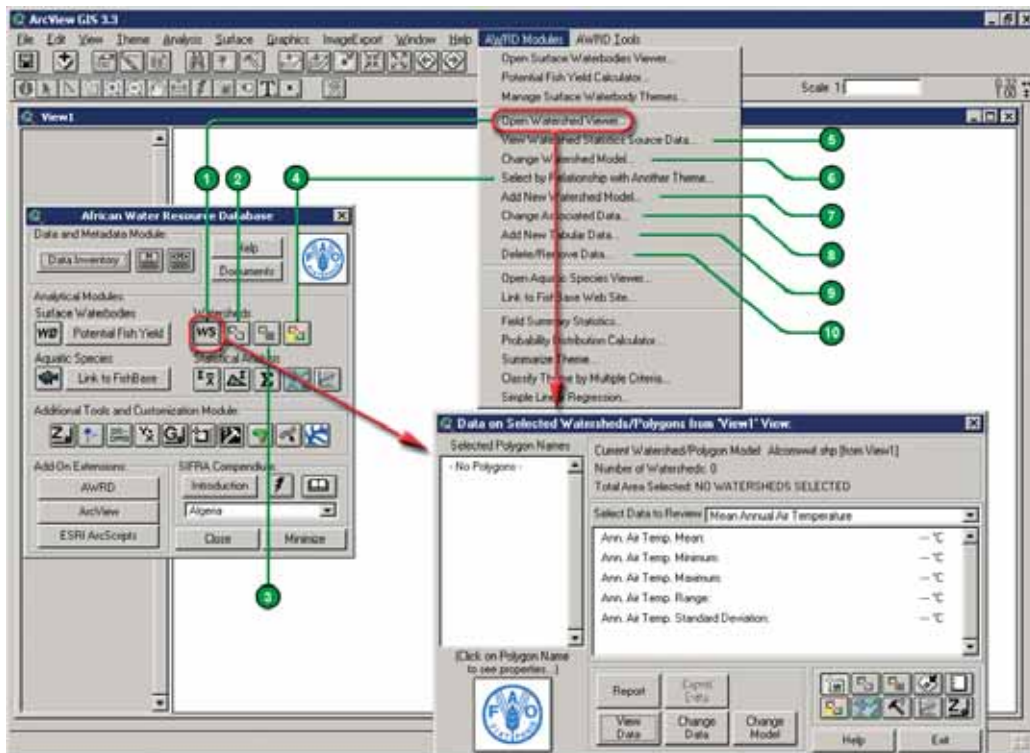 ArcView GIS 3.3
File Edit View Theme Analysis Surface Graphics ImageExport Window Help AWRD Modules AWRD Tools
Scale 1:
View1
Open Surface Waterbodies Viewer...
Potential Fish Yield Calculator...
Manage Surface Waterbody Themes...
Open Watershed Viewer...
View Watershed Statistics Source Data...
Change Watershed Model...
Select by Relationship with Another Theme...
Add New Watershed Model...
Change Associated Data...
Add New Tabular Data...
Delete/Remove Data...
Open Aquatic Species Viewer...
Link to FishBase Web Site...
Field Summary Statistics...
Probability Distribution Calculator...
Summarize Theme...
Classify Theme by Multiple Criteria...
Simple Linear Regression...
1
2
4
5
6
7
8
9
10
3
African Water Resource Database
Data and Metadata Module:
Data Inventory
Help
Documents
Analytical Modules:
Surface Waterbodies
Watersheds
WB
Potential Fish Yield
WS
Aquatic Species
Statistical Analysis
Link to FishBase
Additional Tools and Customization Module:
Add-On Extensions:
SIFRA Compendium:
AWRD
Introduction
ArcView
Algeria
ESRI ArcScripts
Close
Minimize
Data on Selected Watersheds/Polygons from 'View1' View:
Selected Polygon Names
- No Polygons -
(Click on Polygon Name
to see properties...)
FAO
Number of Watersheds: 0
Total Area Selected: NO WATERSHEDS SELECTED
Select Data to Review:
Mean Annual Air Temperature
Ann. Air Temp. Mean: --- °C
Ann. Air Temp. Minimum: --- °C
Ann. Air Temp. Maximum: --- °C
Ann. Air Temp. Range: --- °C
Ann. Air Temp. Standard Deviation: --- °C
Report
Export
Data
View
Data
Change
Data
Change
Model
Help
Exit